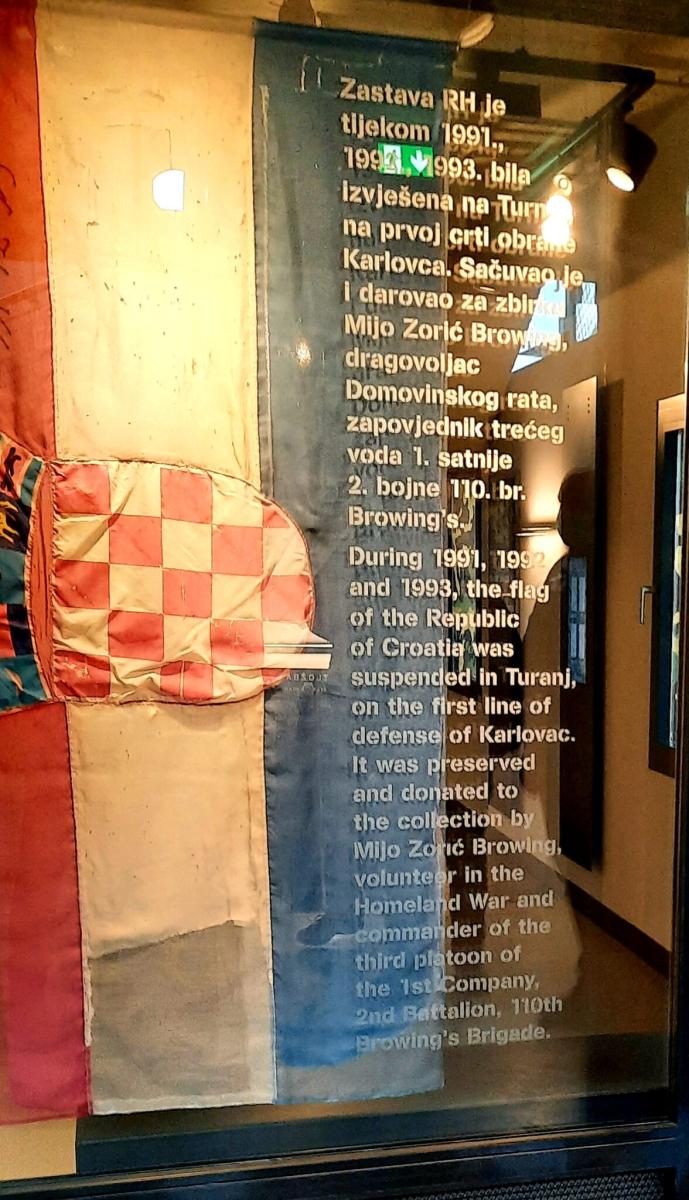 Zastava RH je
tijekom 1991.,
1993. bila
izvješena na
na prvoj crti obrane
Karlovca. Sačuvao je
i darovao za zbirku
Mijo Zorić Browing,
dragovoljac
Domovinskog rata,
zapovjednik trećeg
voda 1. satnije
2. bojne 110. br.
Browing's.
During 1991, 1992
and 1993, the flag
of the Republic
of Croatia was
suspended in Turanj,
on the first line of
defense of Karlovac.
It was preserved
and donated to
the collection by
Mijo Zorić Browing,
volunteer in the
Homeland War and
commander of the
third platoon of
the 1st Company,
2nd Battalion, 110th
Browing's Brigade.